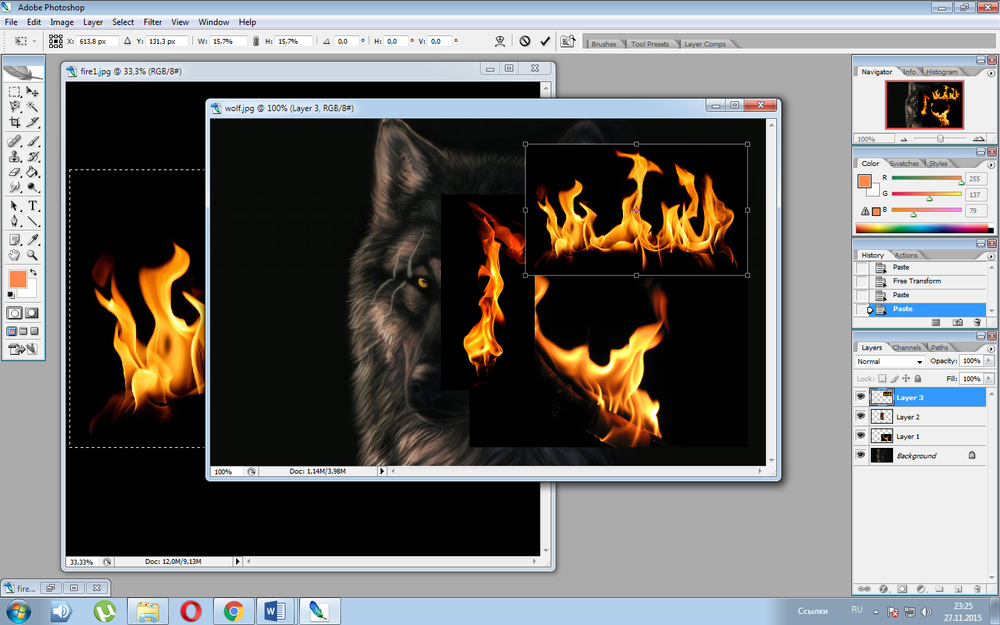 Adobe Photoshop
File Edit Image Layer Select Filter View Window Help
X: 613,8 px Y: 131,3 px W: 15,7% H: 15,7% 0,0 ° H: 0,0 ° V: 0,0 °
Brushes Tool Presets Layer Comps
fire1.jpg @ 33,3% (RGB/8#)
wolf.jpg @ 100% (Layer 3, RGB/8#)
100% Doc: 1,14M/3,98M
33,33% Doc: 12,0M/9,13M
fire...
Navigator Info Histogram
100%
Color Swatches Styles
R 255
G 137
B 79
History Actions
Paste
Free Transform
Paste
Paste
Layers Channels Paths
Normal Opacity: 100%
Lock: Fill: 100%
Layer 3
Layer 2
Layer 1
Background
T
W
Ссылки RU 23:25
27.11.2015